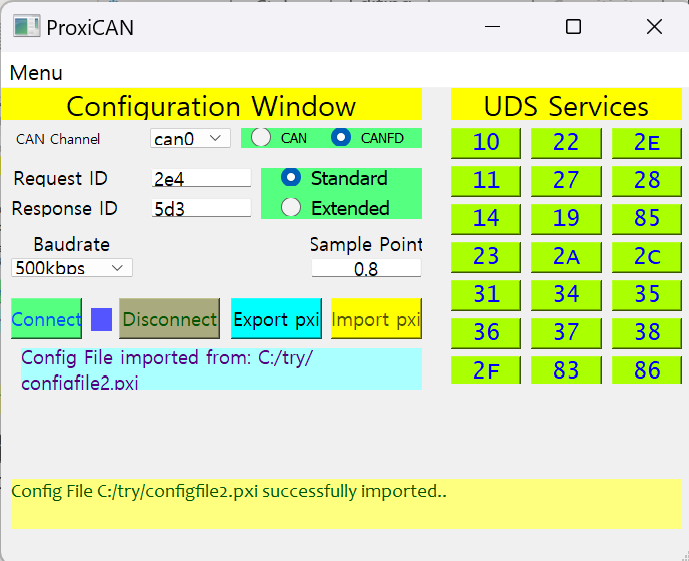 ProxiCAN
Menu
Configuration Window
UDS Services
CAN Channel can0 CAN CANFD
10 22 2E
Request ID 2e4 Standard
11 27 28
Response ID 5d3 Extended
14 19 85
Baudrate Sample Point
23 2A 2C
500kbps 0.8
31 34 35
Connect Disconnect Export pxi Import pxi
36 37 38
Config File imported from: C:/try/
configfile2.pxi
2F 83 86
Config File C:/try/configfile2.pxi successfully imported..